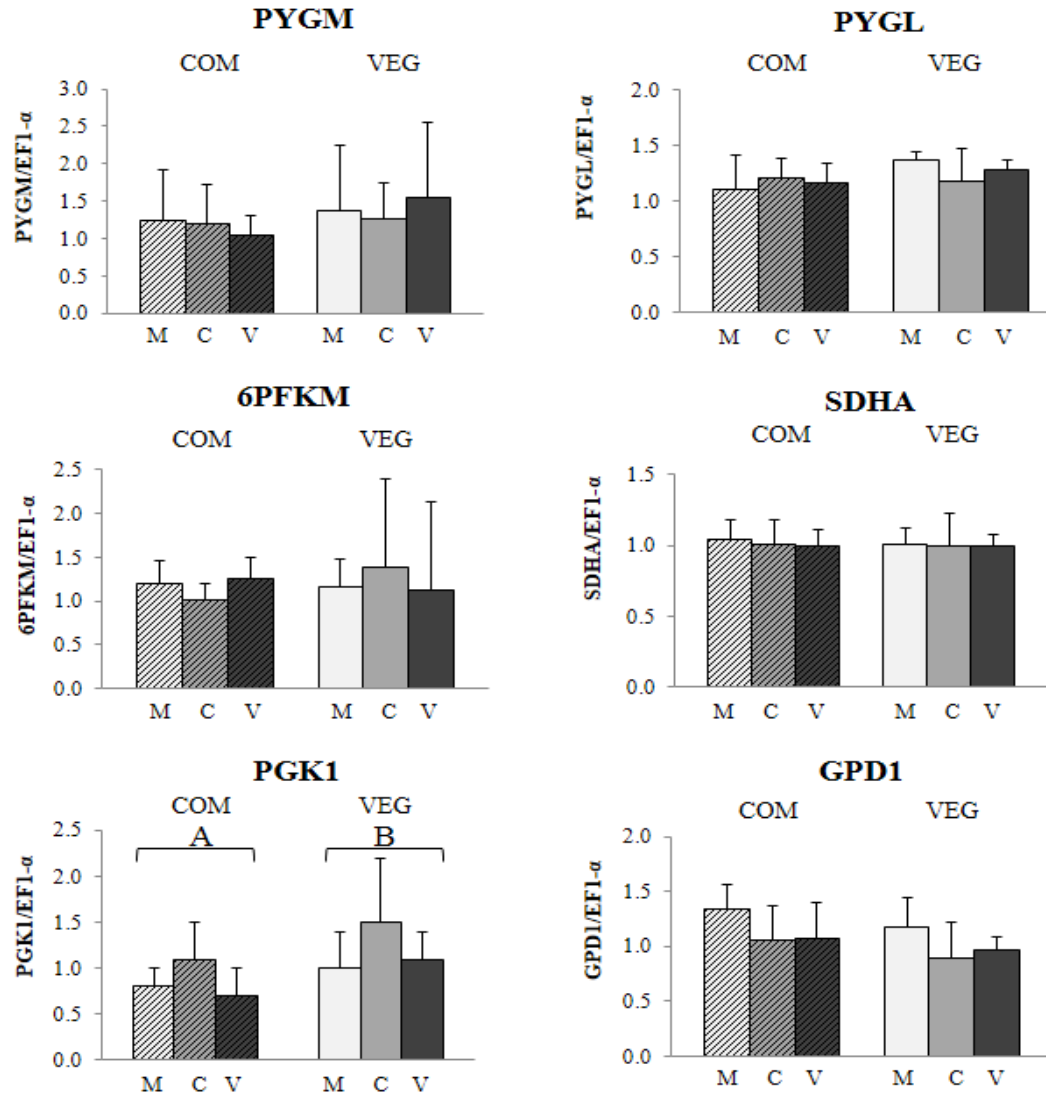 PYGM
COM VEG
PYGM/EF1-α
3.0
2.5
2.0
1.5
1.0
0.5
0.0
M C V M C V
PYGL
COM VEG
PYGL/EF1-α
2.0
1.5
1.0
0.5
0.0
M C V M C V
6PFKM
COM VEG
6PFKM/EF1-α
2.5
2.0
1.5
1.0
0.5
0.0
M C V M C V
SDHA
COM VEG
SDHA/EF1-α
1.5
1.0
0.5
0.0
M C V M C V
PGK1
COM VEG
A B
PGK1/EF1-α
2.5
2.0
1.5
1.0
0.5
0.0
M C V M C V
GPD1
COM VEG
GPD1/EF1-α
2.0
1.5
1.0
0.5
0.0
M C V M C V